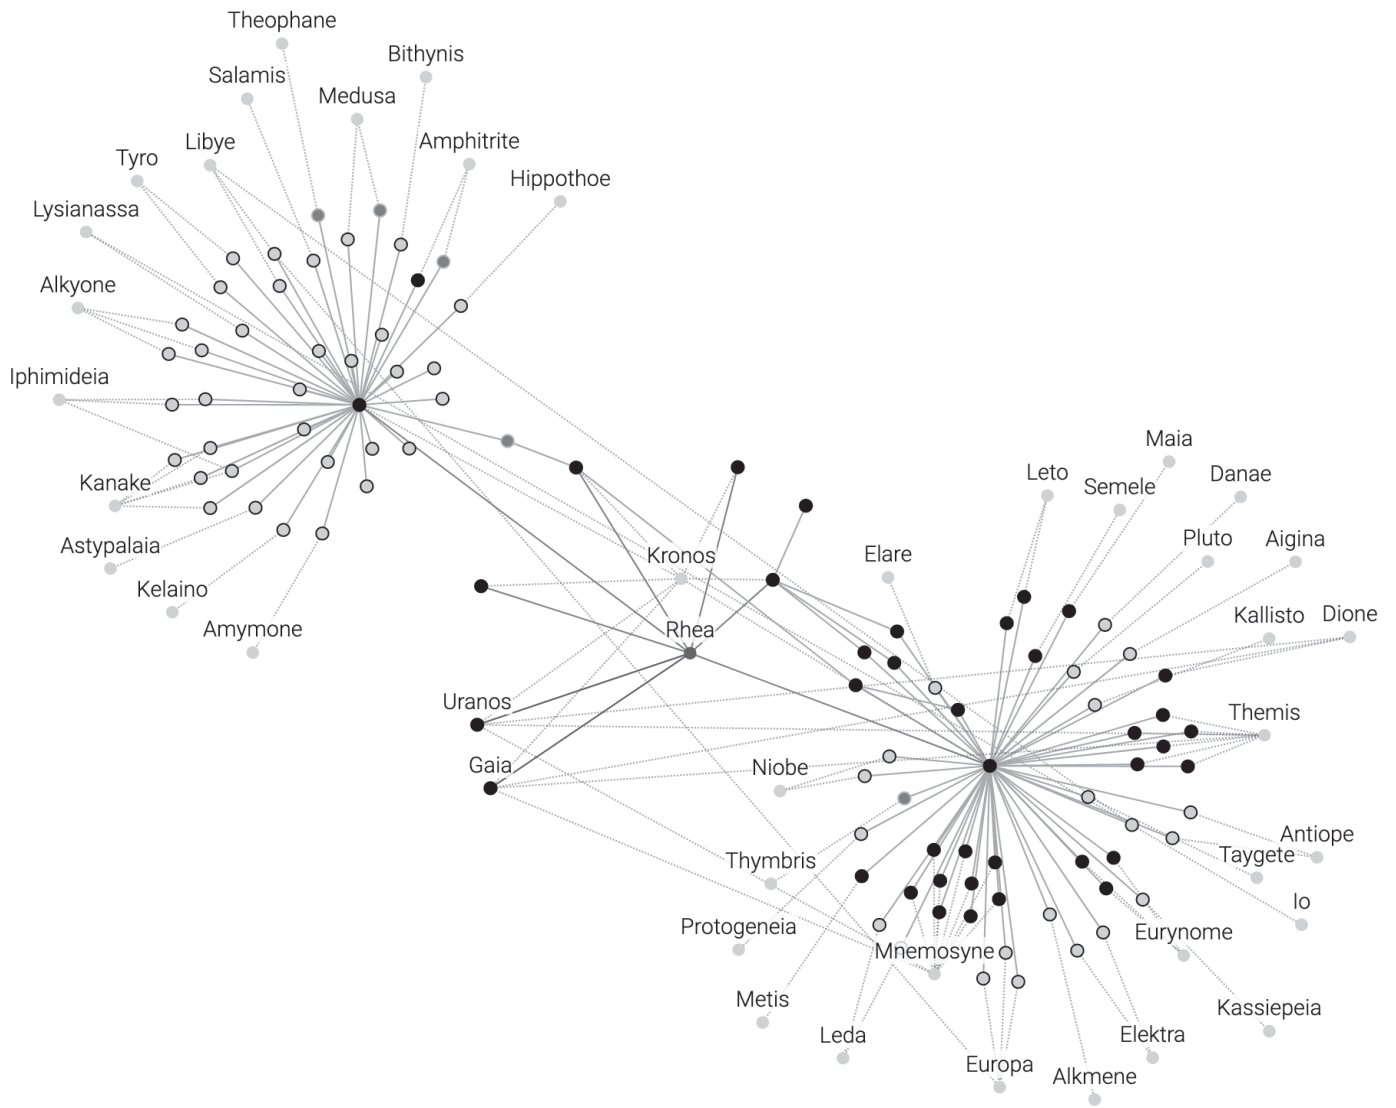 Theophane
Bithynis
Salamis
Medusa
Libye
Amphitrite
Tyro
Hippothoe
Lysianassa
Alkyone
Iphimideia
Kanake
Astypalaia
Kelaino
Amymone
Kronos
Rhea
Uranos
Gaia
Maia
Leto
Semele
Danae
Pluto
Aigina
Elare
Kallisto
Dione
Themis
Niobe
Antiope
Taygete
Io
Thymbris
Protogeneia
Mnemosyne
Eurynome
Metis
Kassiepeia
Leda
Elektra
Europa
Alkmene